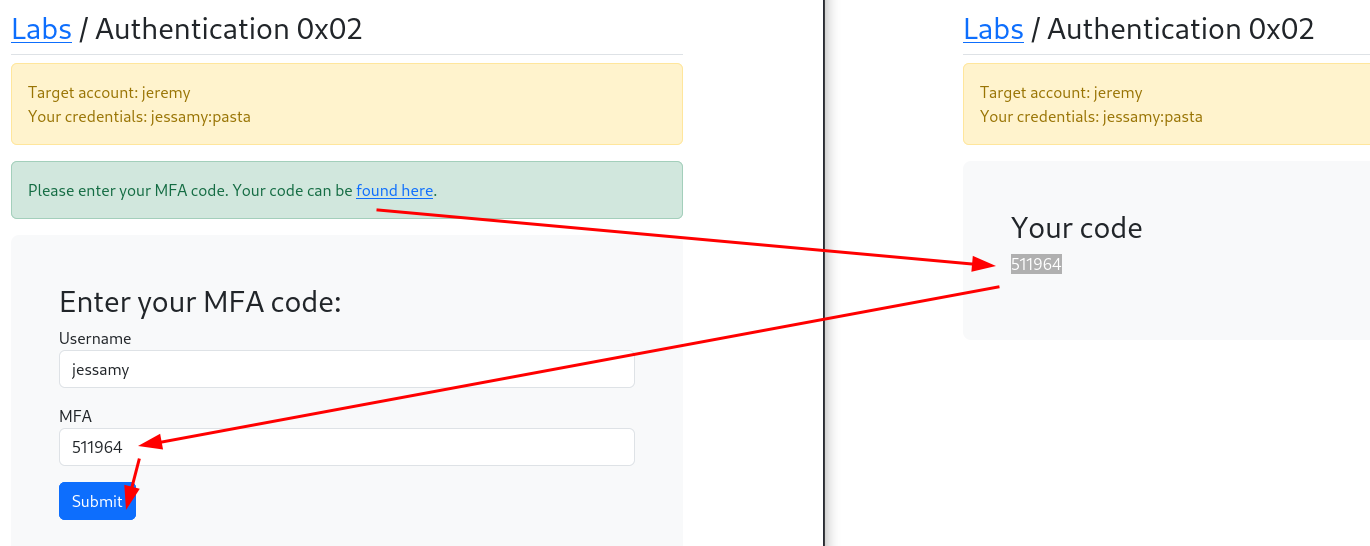 Labs / Authentication 0x02
Target account: jeremy
Your credentials: jessamy:pasta
Please enter your MFA code. Your code can be found here.
Enter your MFA code:
Username
jessamy
MFA
511964
Submit
Labs / Authentication 0x02
Target account: jeremy
Your credentials: jessamy:pasta
Your code
511964